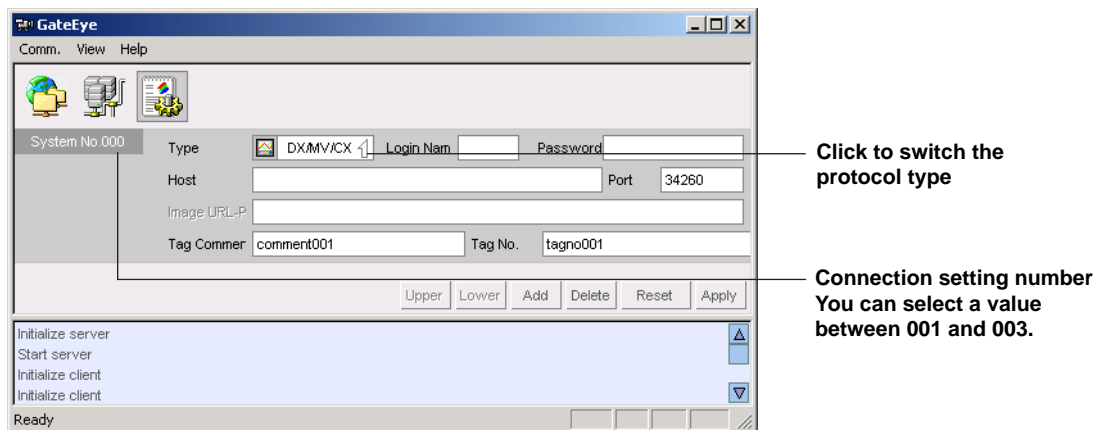 GateEye
Comm. View Help
System No.000
Type DX/MV/CX Login Nam Password
Click to switch the
protocol type
Host Port 34260
Image URL-P
Tag Commer comment001 Tag No. tagno001
Connection setting number
You can select a value
between 001 and 003.
Upper Lower Add Delete Reset Apply
Initialize server
Start server
Initialize client
Initialize client
Ready